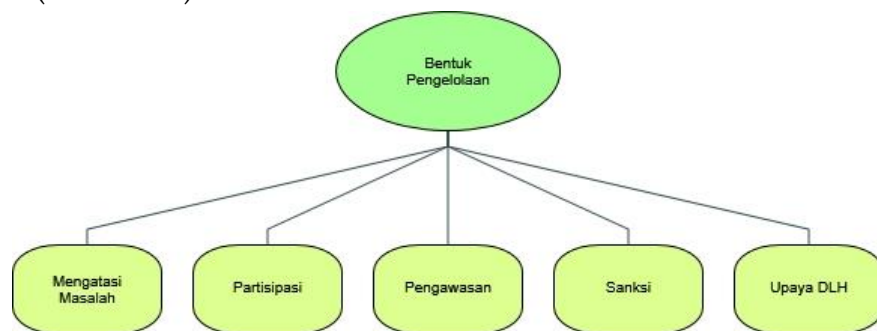 Bentuk
Pengelolaan
Mengatasi
Masalah
Partisipasi
Pengawasan
Sanksi
Upaya DLH